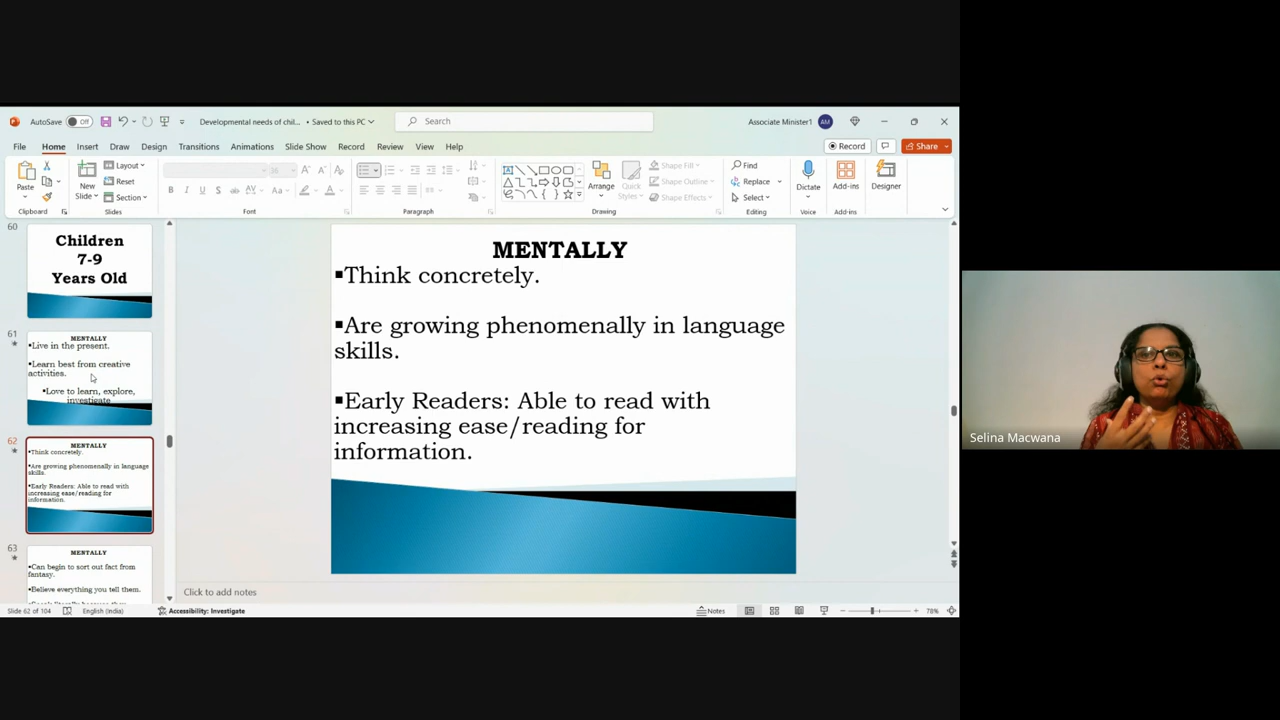 AutoSave Off
Developmental needs of chil... • Saved to this PC
Search
Associate Minister1 AM
File Home Insert Draw Design Transitions Animations Slide Show Record Review View Help
Record
Share
Paste
New
Slide
Layout
Reset
Section
Arrange
Quick
Styles
Shape Fill
Shape Outline
Shape Effects
Find
Replace
Select
Dictate
Add-ins
Designer
Clipboard
Slides
Font
Paragraph
Drawing
Editing
Voice
Add-ins
60
Children
7-9
Years Old
61
MENTALLY
▪Live in the present.
▪Learn best from creative
activities.
▪Love to learn, explore,
investigate
62
MENTALLY
▪Think concretely.
▪Are growing phenomenally in language
skills.
▪Early Readers: Able to read with
increasing ease/reading for
information.
63
MENTALLY
▪Can begin to sort out fact from
fantasy.
▪Believe everything you tell them.
MENTALLY
▪Think concretely.
▪Are growing phenomenally in language
skills.
▪Early Readers: Able to read with
increasing ease/reading for
information.
Click to add notes
Slide 62 of 104
English (India)
Accessibility: Investigate
Notes
78%
Selina Macwana